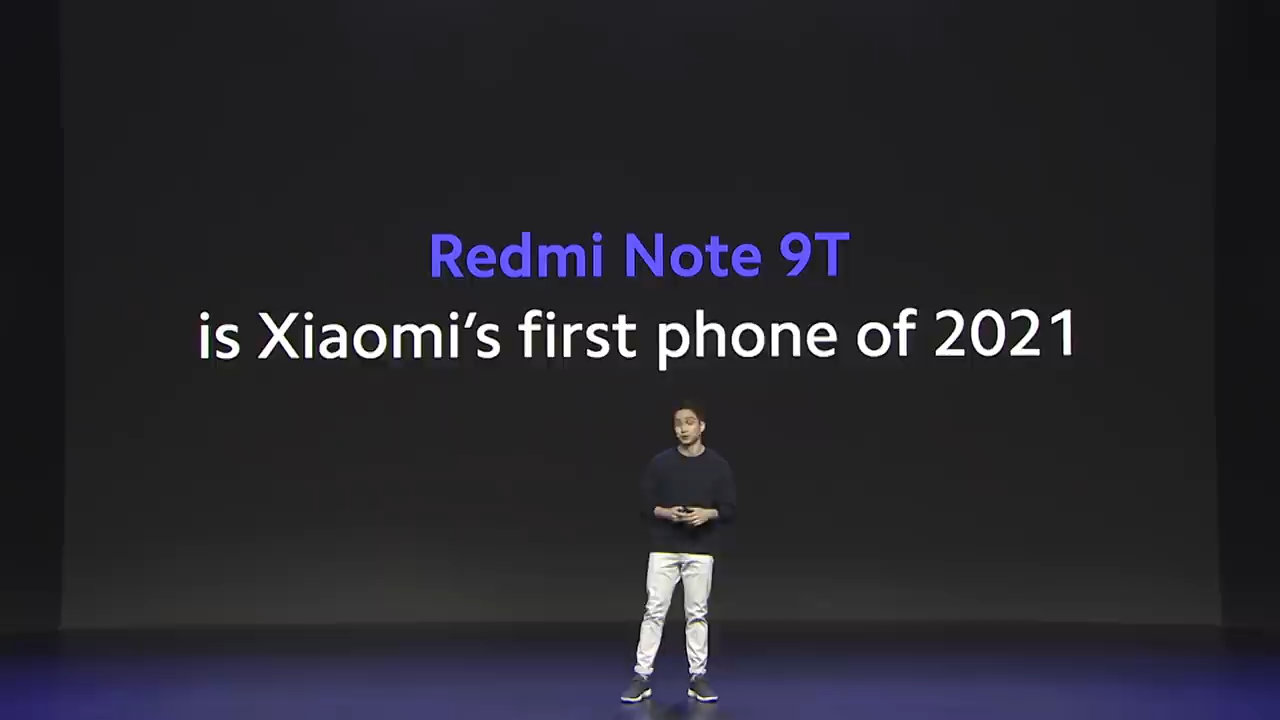 Redmi Note 9T
is Xiaomi’s first phone of 2021